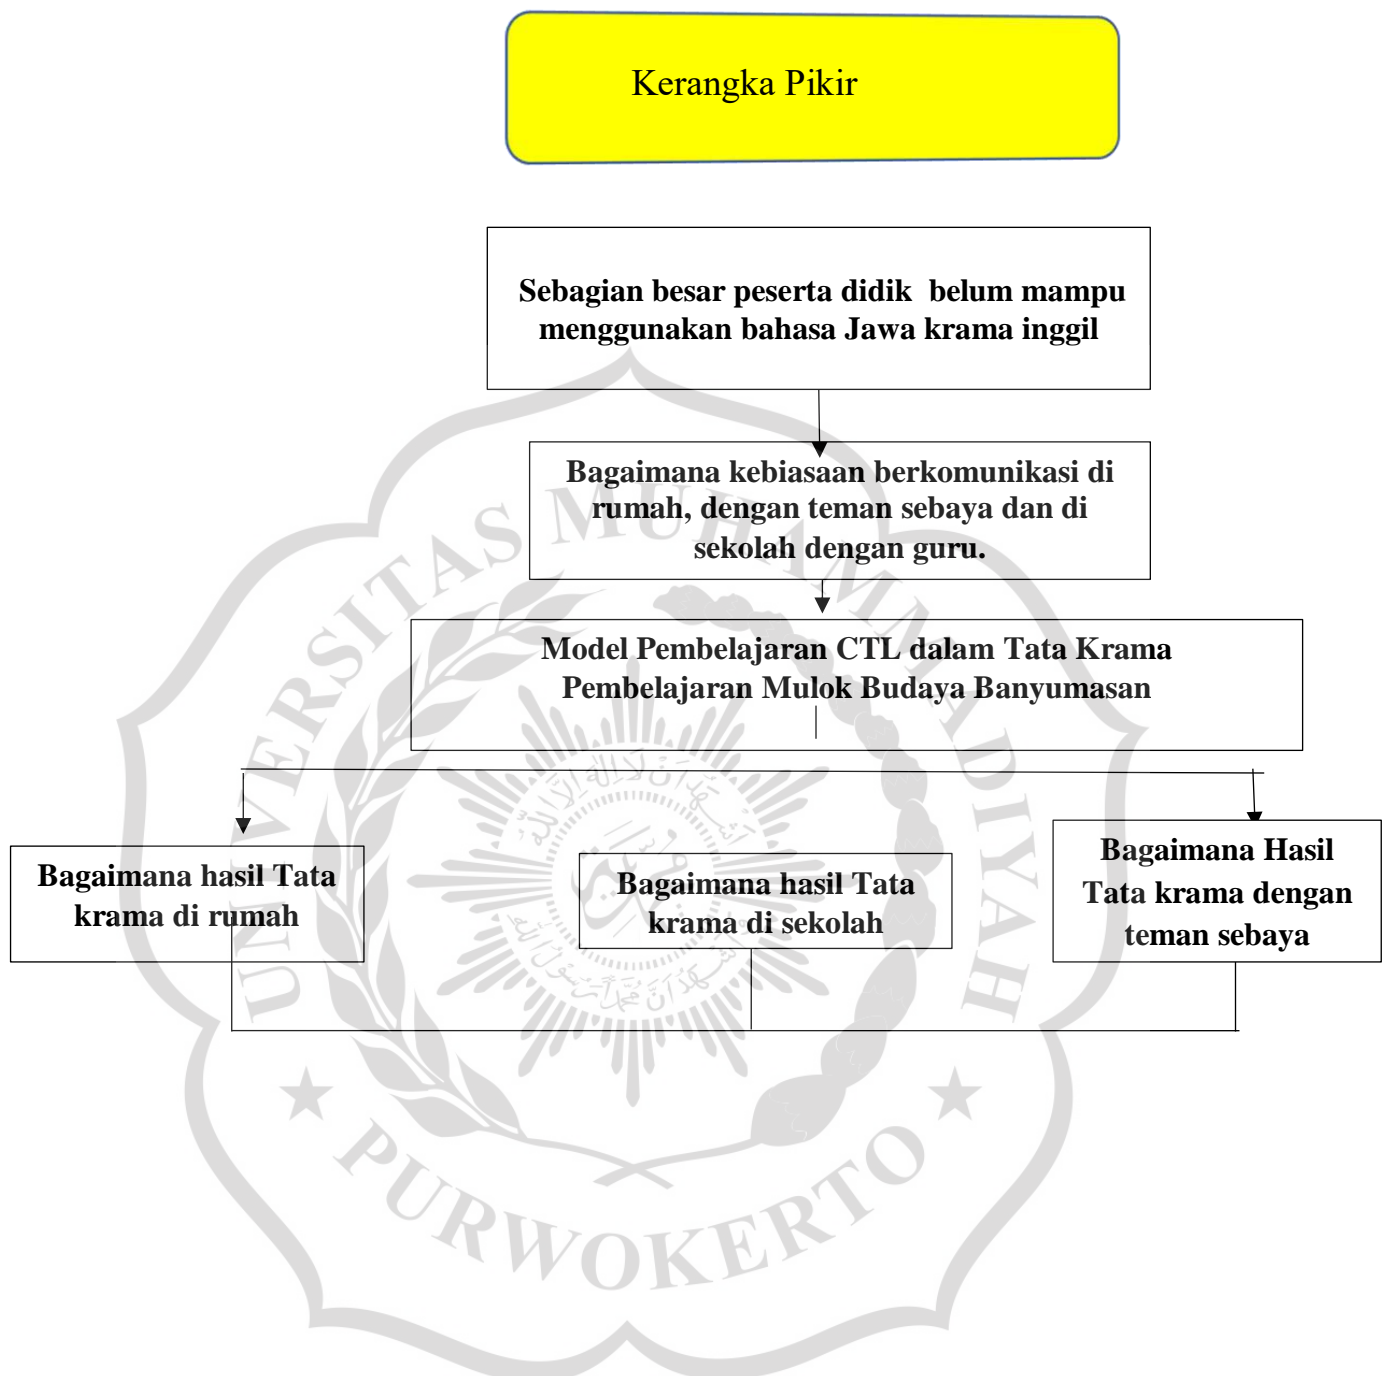 Kerangka Pikir
Sebagian besar peserta didik belum mampu
menggunakan bahasa Jawa krama inggil
Bagaimana kebiasaan berkomunikasi di
rumah, dengan teman sebaya dan di
sekolah dengan guru.
Model Pembelajaran CTL dalam Tata Krama
Pembelajaran Mulok Budaya Banyumasan
Bagaimana hasil Tata
krama di rumah
Bagaimana hasil Tata
krama di sekolah
Bagaimana Hasil
Tata krama dengan
teman sebaya
UNIVERSITAS MUHAMMADIYAH
PURWOKERTO